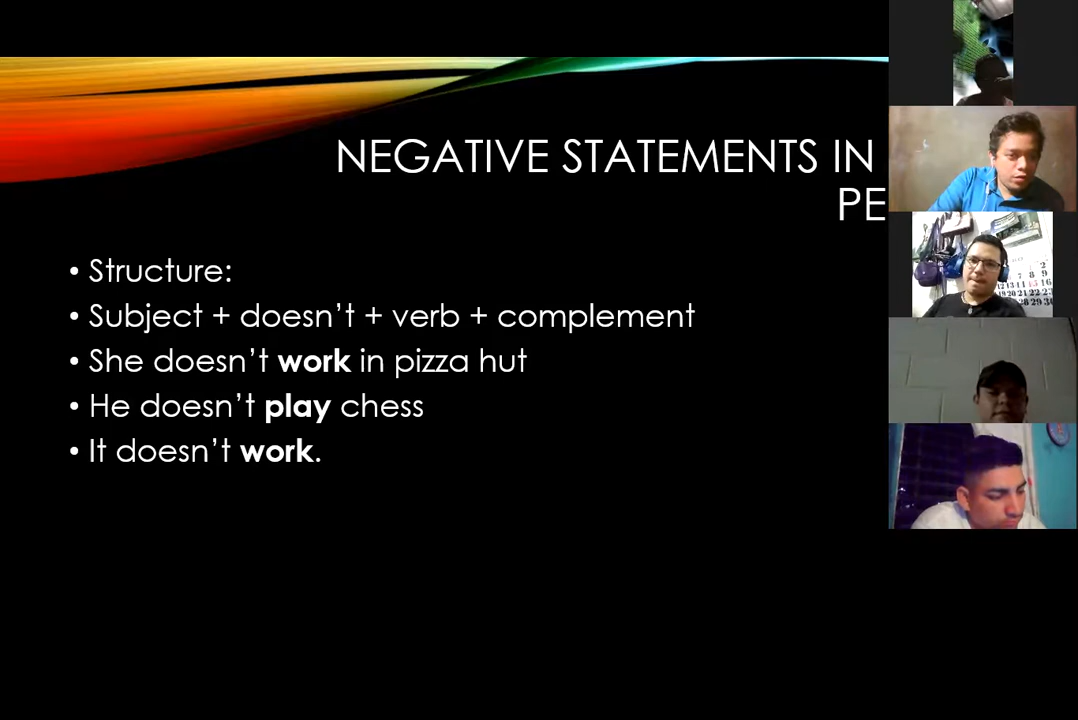 NEGATIVE STATEMENTS IN
PE
• Structure:
• Subject + doesn’t + verb + complement
• She doesn’t work in pizza hut
• He doesn’t play chess
• It doesn’t work.